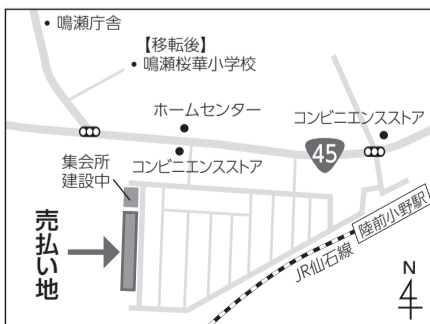 鳴瀬庁舎
【移転後】
鳴瀬桜華小学校
ホームセンター
コンビニエンスストア
45
集会所
建設中
コンビニエンスストア
売払い地
陸前小野駅
JR仙石線
N